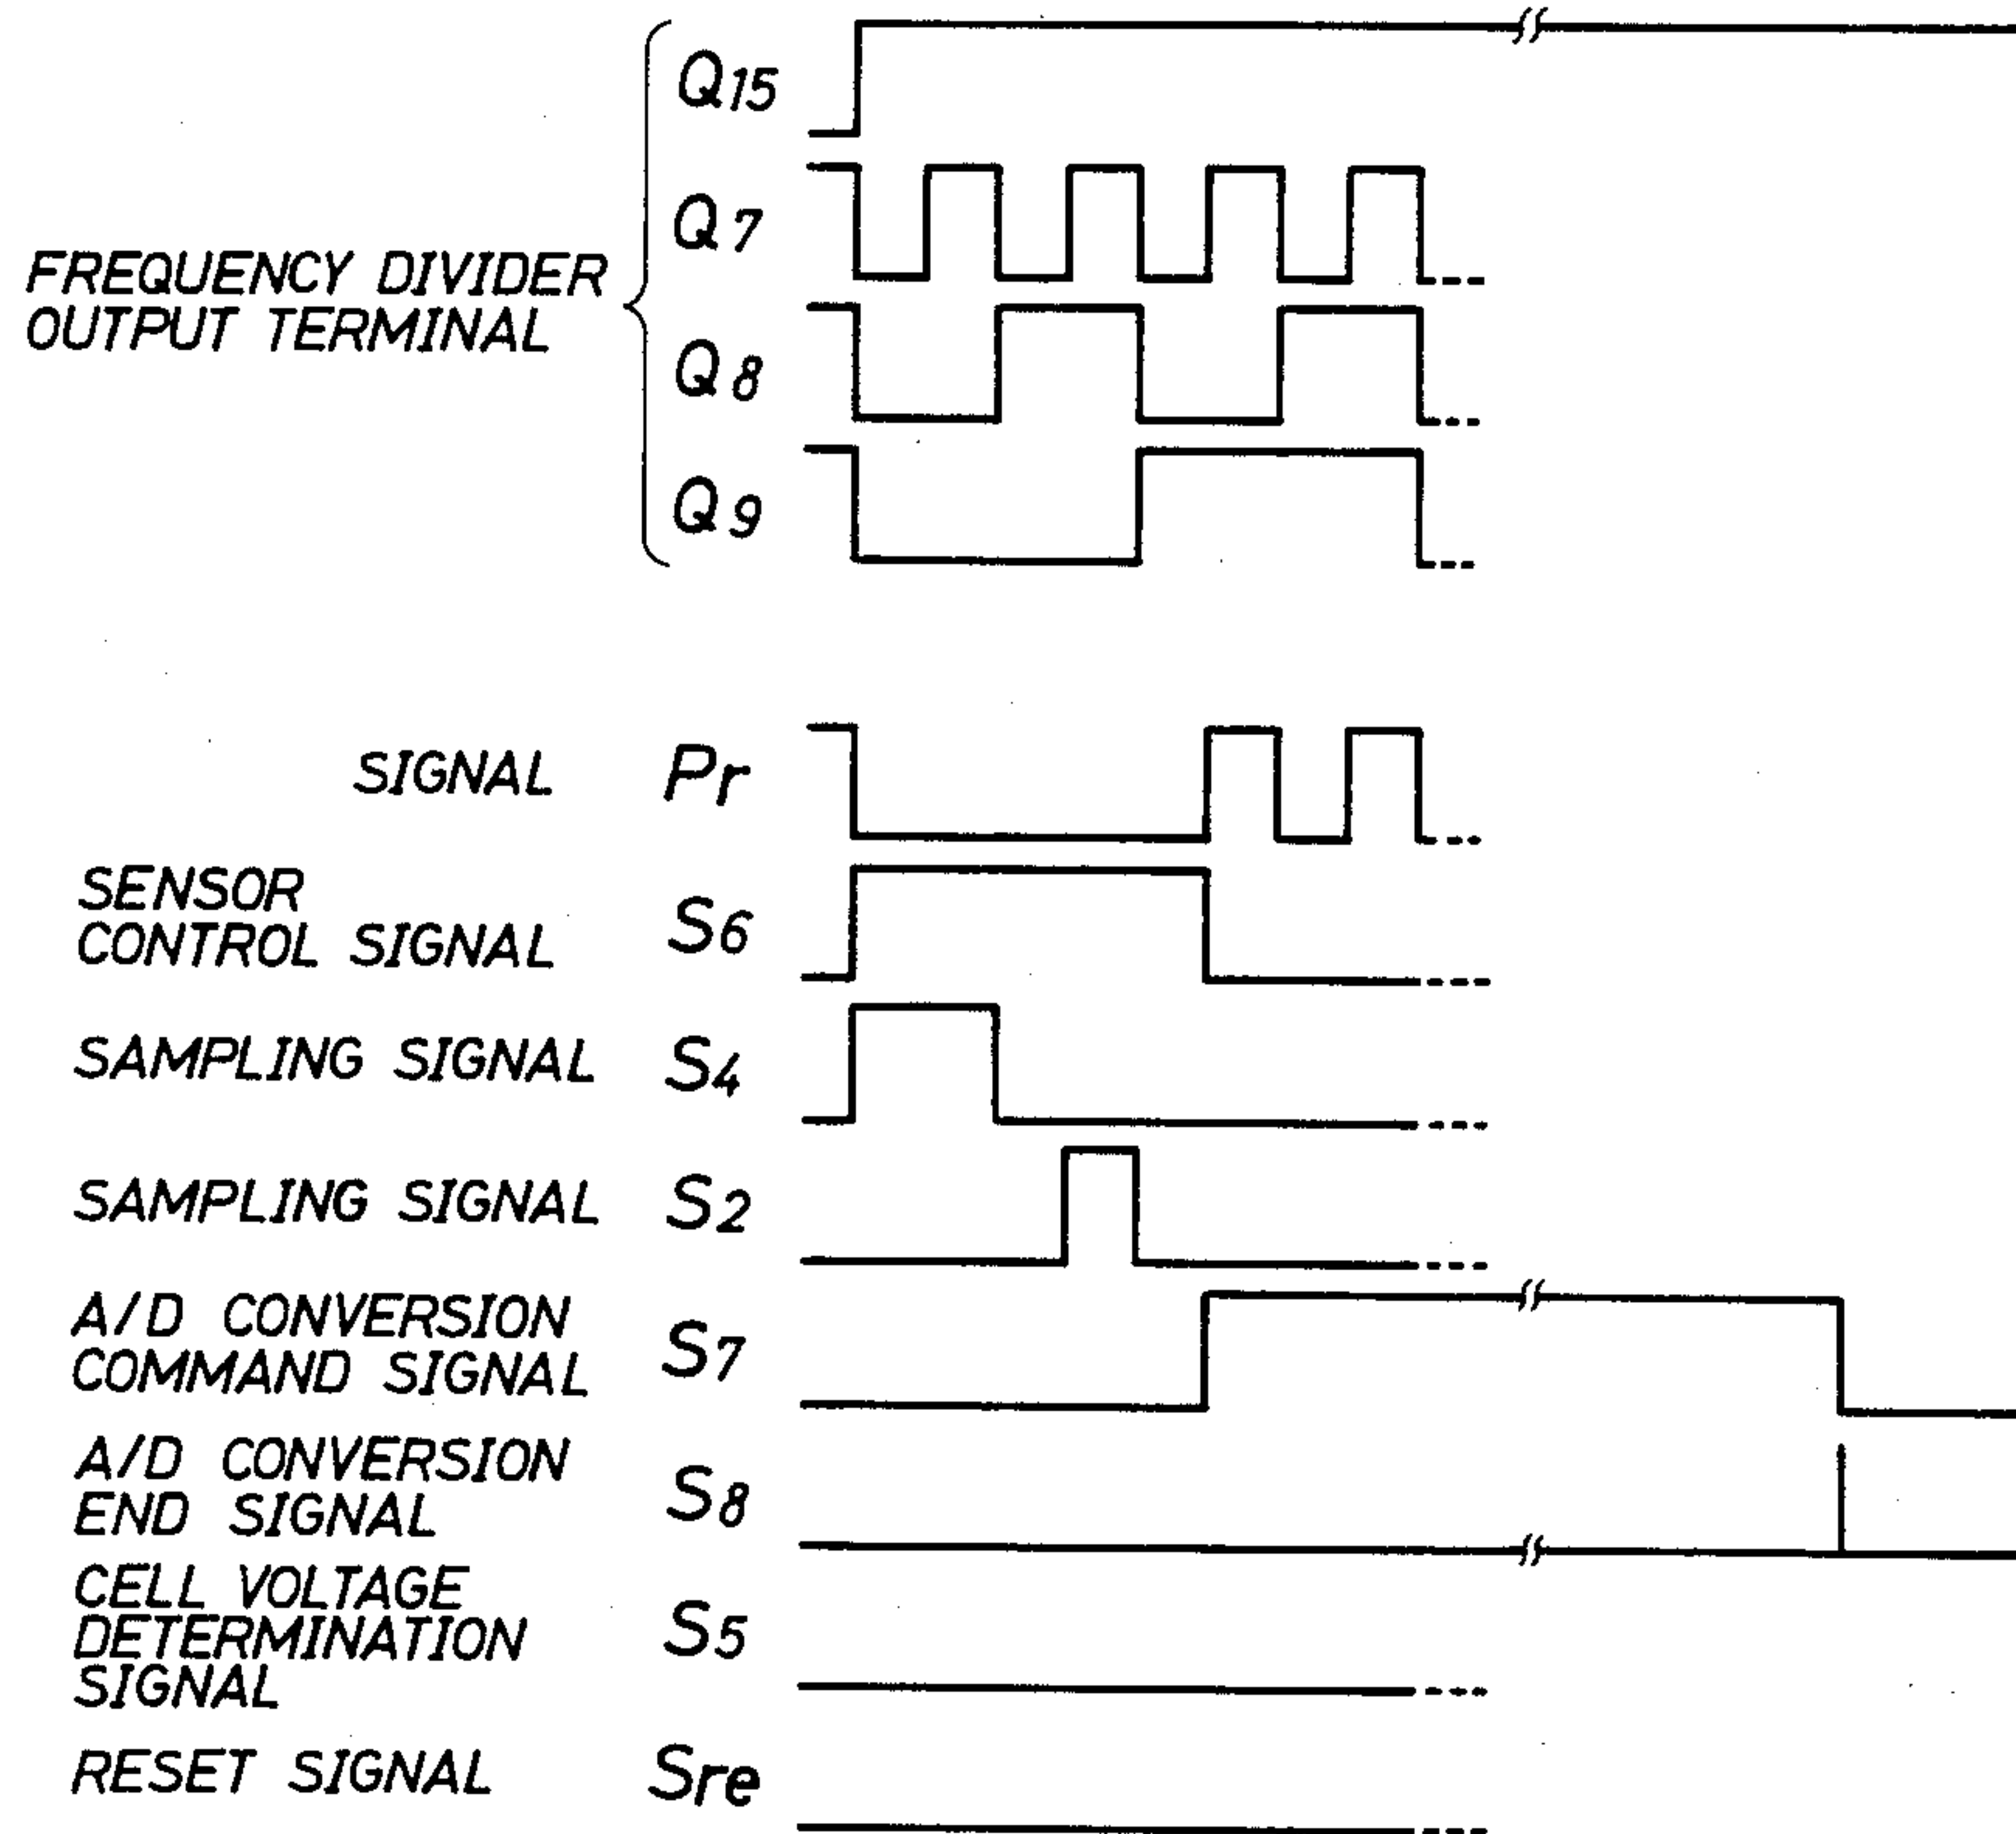 Q15
Q7
FREQUENCY DIVIDER
OUTPUT TERMINAL
Q8
Q9
SIGNAL Pr
SENSOR
CONTROL SIGNAL S6
SAMPLING SIGNAL S4
SAMPLING SIGNAL S2
A/D CONVERSION
COMMAND SIGNAL S7
A/D CONVERSION
END SIGNAL S8
CELL VOLTAGE
DETERMINATION S5
SIGNAL
RESET SIGNAL Sre